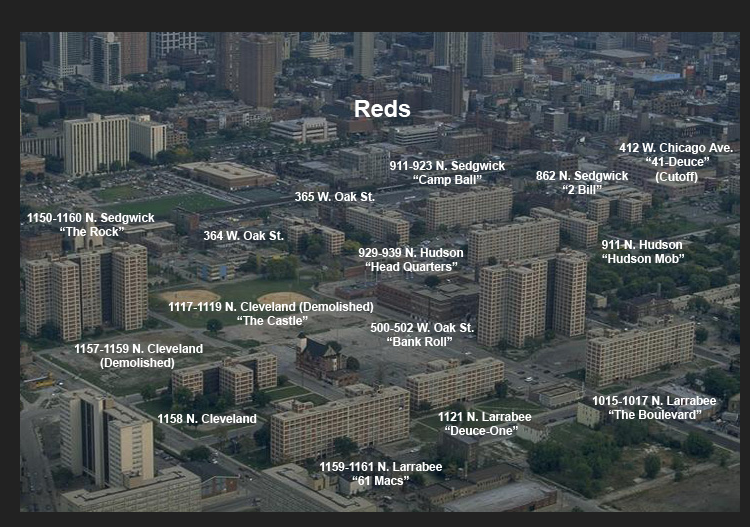 Reds
412 W. Chicago Ave.
“41-Deuce”
(Cutoff)
911-923 N. Sedgwick
“Camp Ball”
862 N. Sedgwick
“2 Bill”
365 W. Oak St.
1150-1160 N. Sedgwick
“The Rock”
364 W. Oak St.
929-939 N. Hudson
“Head Quarters”
911-N. Hudson
“Hudson Mob”
1117-1119 N. Cleveland (Demolished)
“The Castle”
500-502 W. Oak St.
“Bank Roll”
1157-1159 N. Cleveland
(Demolished)
1158 N. Cleveland
1121 N. Larrabee
“Deuce-One”
1015-1017 N. Larrabee
“The Boulevard”
1159-1161 N. Larrabee
“61 Macs”